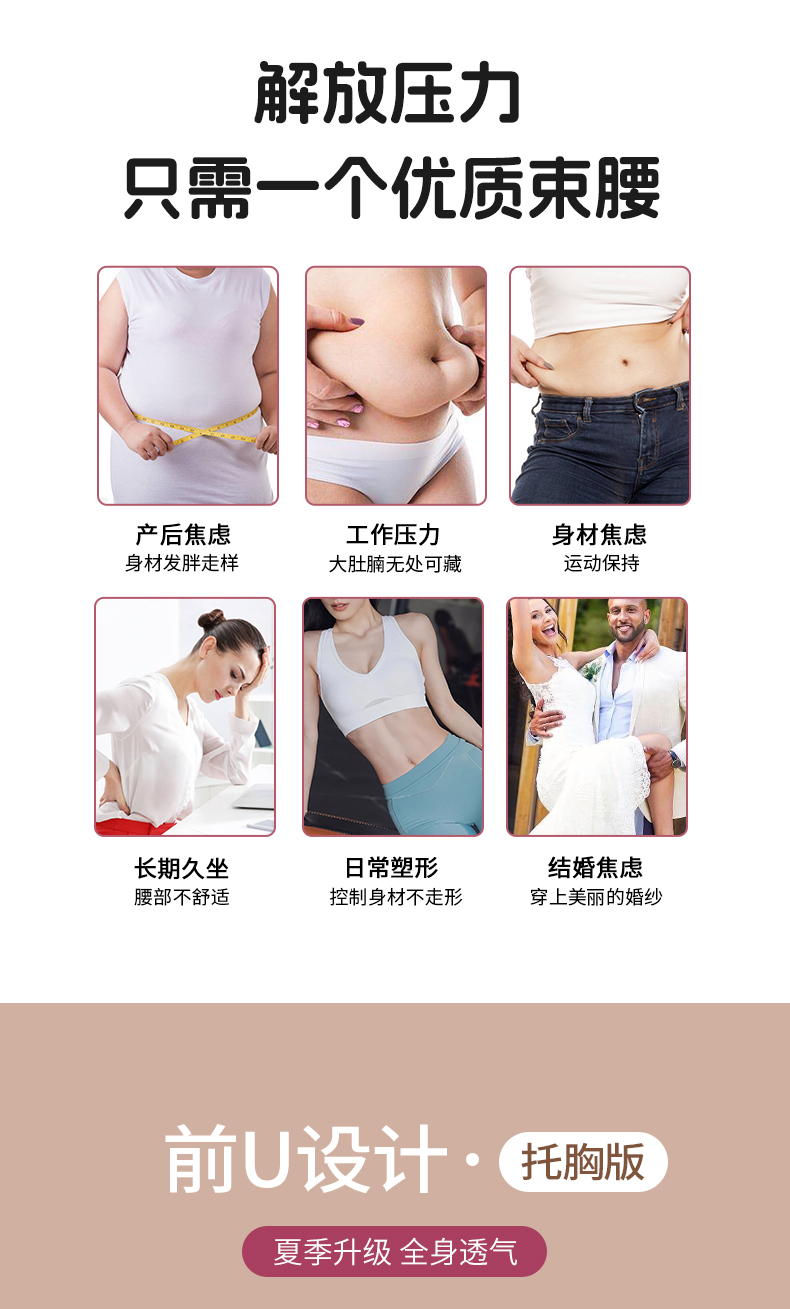 解放压力
只需一个优质束腰
产后焦虑
身材发胖走样
工作压力
大肚腩无处可藏
身材焦虑
运动保持
长期久坐
腰部不舒适
日常塑形
控制身材不走形
结婚焦虑
穿上美丽的婚纱
前U设计·托胸版
夏季升级 全身透气